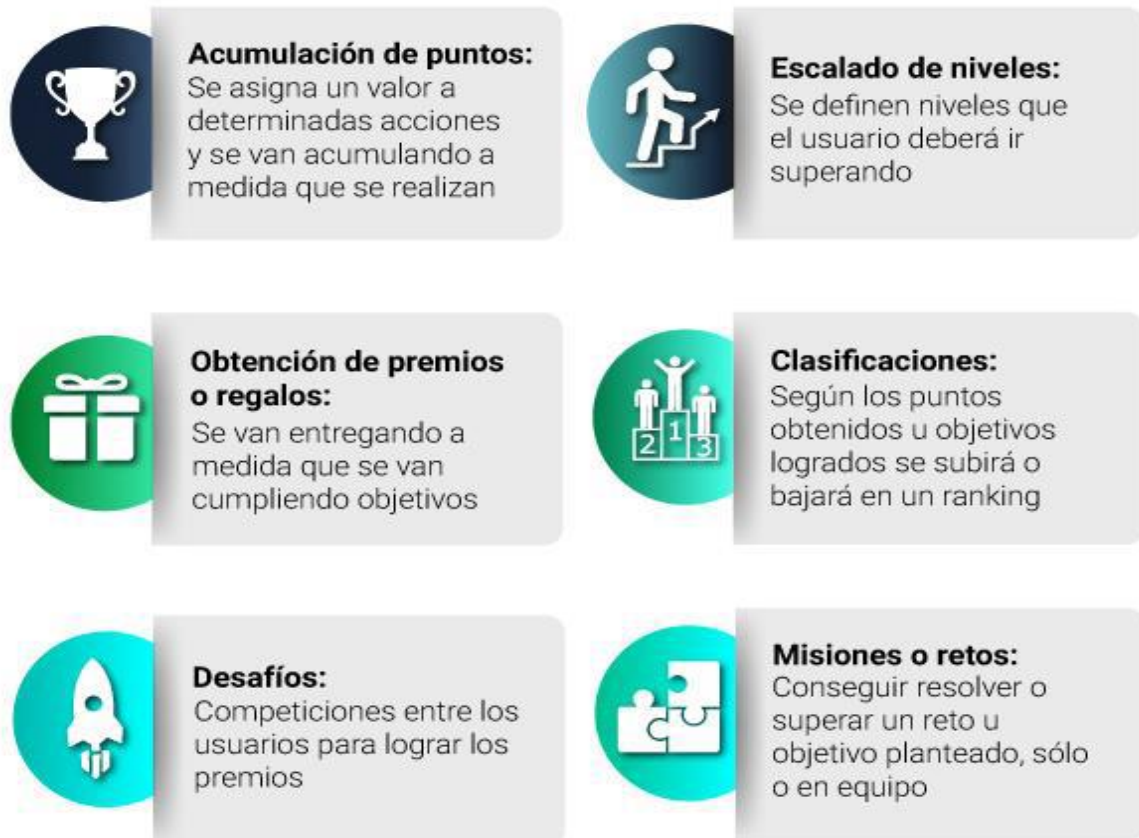 Acumulación de puntos:
Se asigna un valor a
determinadas acciones
y se van acumulando a
medida que se realizan
Escalado de niveles:
Se definen niveles que
el usuario deberá ir
superando
Obtención de premios
o regalos:
Se van entregando a
medida que se van
cumpliendo objetivos
Clasificaciones:
Según los puntos
obtenidos u objetivos
logrados se subirá o
bajará en un ranking
2 1 3
Desafíos:
Competiciones entre los
usuarios para lograr los
premios
Misiones o retos:
Conseguir resolver o
superar un reto u
objetivo planteado, sólo
o en equipo